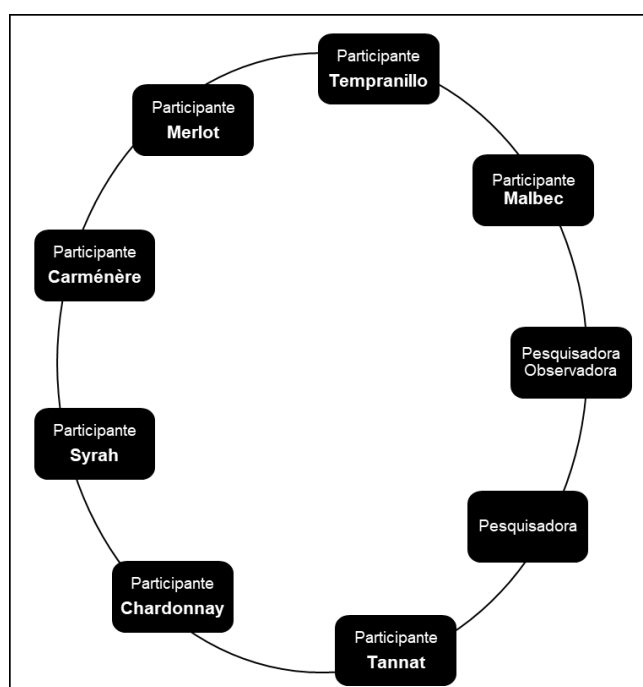 Participante
Tempranillo
Participante
Merlot
Participante
Malbec
Participante
Carménère
Pesquisadora
Observadora
Participante
Syrah
Pesquisadora
Participante
Chardonnay
Participante
Tannat